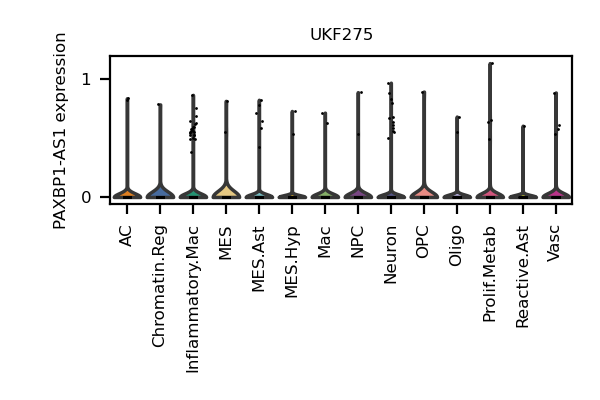 UKF275
PAXBP1-AS1 expression
1
0
AC
Chromatin.Reg
Inflammatory.Mac
MES
MES.Ast
MES.Hyp
Mac
NPC
Neuron
OPC
Oligo
Prolif.Metab
Reactive.Ast
Vasc